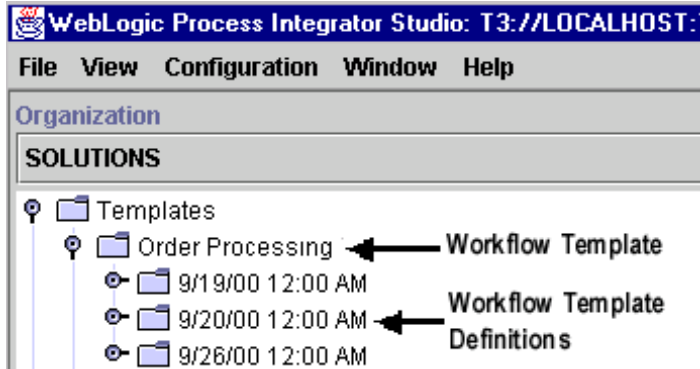 WebLogic Process Integrator Studio: T3://LOCALHOST:
File View Configuration Window Help
Organization
SOLUTIONS
Templates
Order Processing
Workflow Template
9/19/00 12:00 AM
9/20/00 12:00 AM
Workflow Template
Definitions
9/26/00 12:00 AM